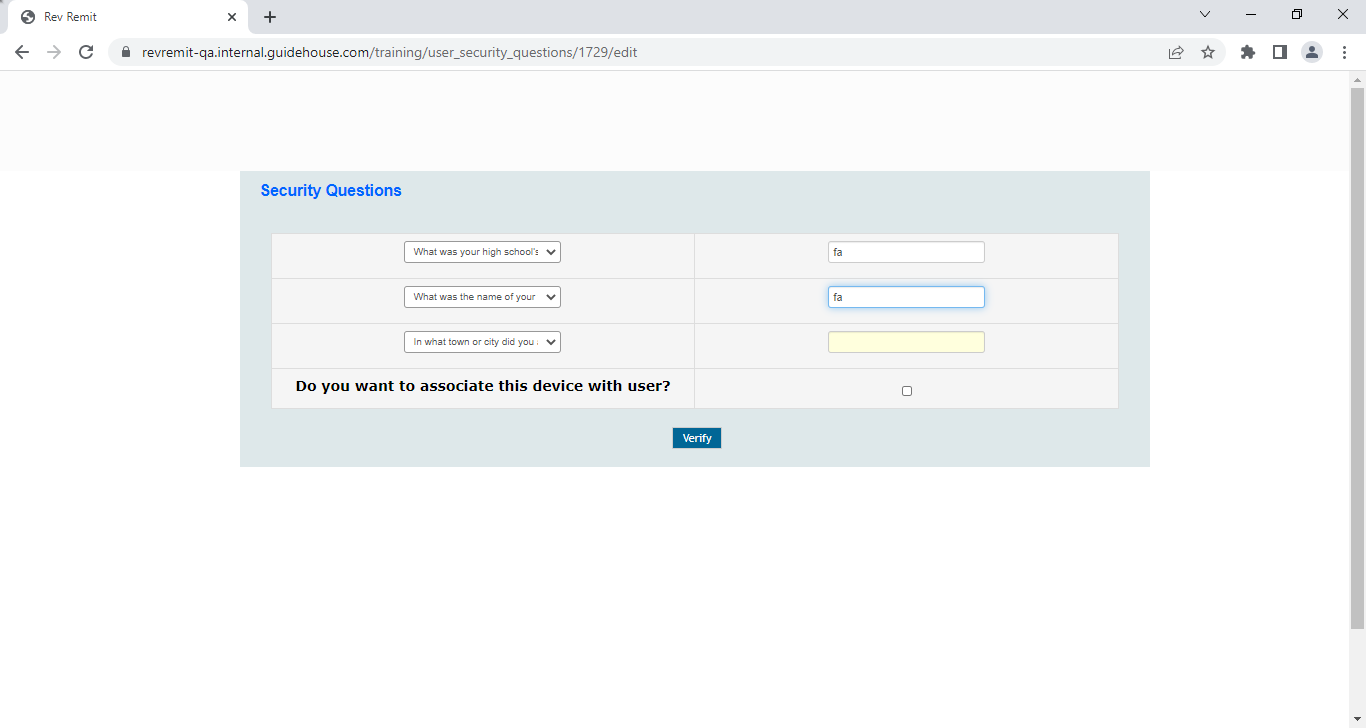 Rev Remit
revremit-qa.internal.guidehouse.com/training/user_security_questions/1729/edit
Security Questions
What was your high school's
fa
What was the name of your
fa
In what town or city did you
Do you want to associate this device with user?
Verify